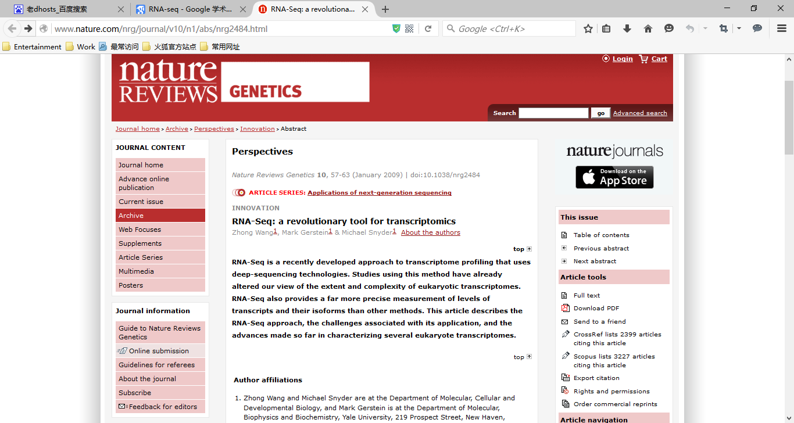 老dhosts_百度搜索
RNA-seq - Google 学术...
RNA-Seq: a revolutiona...
www.nature.com/nrg/journal/v10/n1/abs/nrg2484.html
Google <Ctrl+K>
Entertainment
Work
最常访问
火狐官方站点
常用网址
nature
REVIEWS
GENETICS
Login
Cart
Search
go
Advanced search
Journal home > Archive > Perspectives > Innovation > Abstract
JOURNAL CONTENT
Journal home
Advance online
publication
Current issue
Archive
Web Focuses
Supplements
Article Series
Multimedia
Posters
Journal information
Guide to Nature Reviews
Genetics
Online submission
Guidelines for referees
About the journal
Subscribe
Feedback for editors
Perspectives
Nature Reviews Genetics 10, 57-63 (January 2009) | doi:10.1038/nrg2484
ARTICLE SERIES: Applications of next-generation sequencing
INNOVATION
RNA-Seq: a revolutionary tool for transcriptomics
Zhong Wang1, Mark Gerstein1 & Michael Snyder1 About the authors
top
RNA-Seq is a recently developed approach to transcriptome profiling that uses
deep-sequencing technologies. Studies using this method have already
altered our view of the extent and complexity of eukaryotic transcriptomes.
RNA-Seq also provides a far more precise measurement of levels of
transcripts and their isoforms than other methods. This article describes the
RNA-Seq approach, the challenges associated with its application, and the
advances made so far in characterizing several eukaryote transcriptomes.
top
Author affiliations
1. Zhong Wang and Michael Snyder are at the Department of Molecular, Cellular and
Developmental Biology, and Mark Gerstein is at the Department of Molecular,
Biophysics and Biochemistry, Yale University, 219 Prospect Street, New Haven,
naturejournals
Download on the
App Store
This issue
Table of contents
Previous abstract
Next abstract
Article tools
Full text
Download PDF
Send to a friend
CrossRef lists 2399 articles
citing this article
Scopus lists 3227 articles
citing this article
Export citation
Rights and permissions
Order commercial reprints
Article navigation